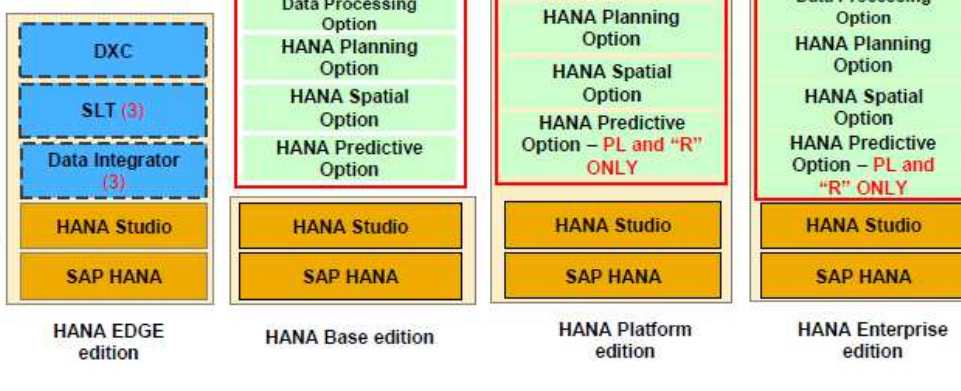 DXC
SLT (3)
Data Integrator
(3)
HANA Studio
SAP HANA
HANA EDGE
edition
Data Processing
Option
HANA Planning
Option
HANA Spatial
Option
HANA Predictive
Option
HANA Studio
SAP HANA
HANA Base edition
HANA Planning
Option
HANA Spatial
Option
HANA Predictive
Option – PL and “R”
ONLY
HANA Studio
SAP HANA
HANA Platform
edition
Data Processing
Option
HANA Planning
Option
HANA Spatial
Option
HANA Predictive
Option – PL and
“R” ONLY
HANA Studio
SAP HANA
HANA Enterprise
edition